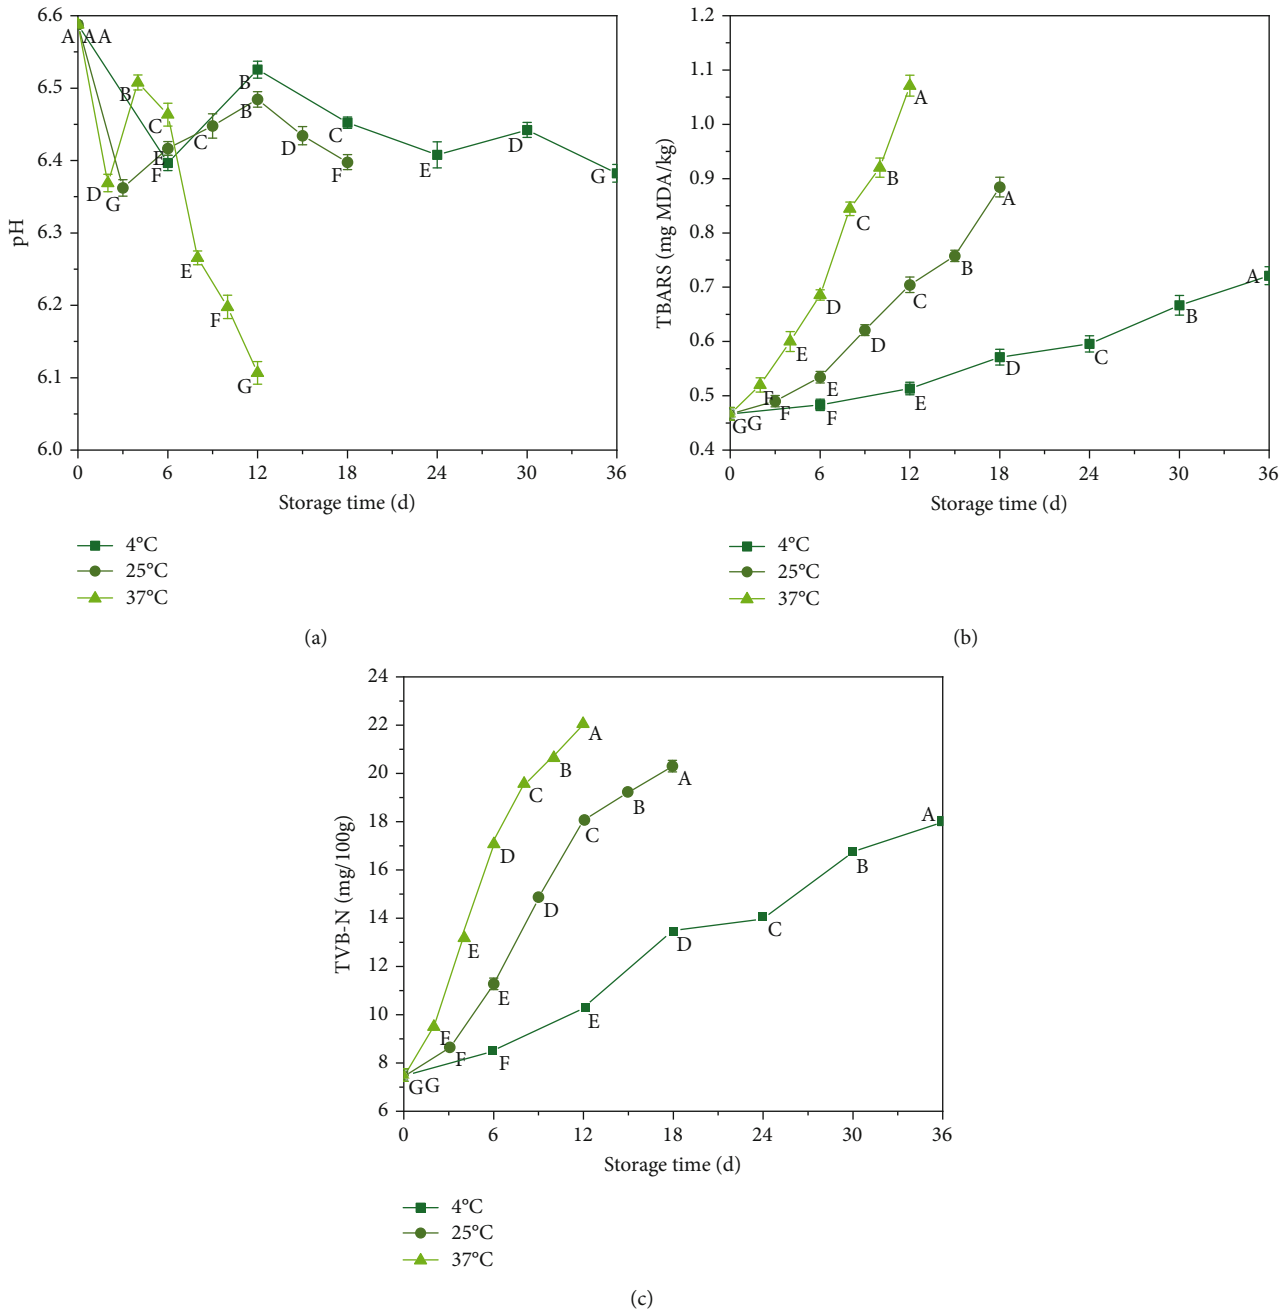 6.6
6.5
6.4
6.3
6.2
6.1
6.0
pH
A A A
B
B
B
C
C
C
E
F
D
G
D
F
E
D
G
E
F
G
0 6 12 18 24 30 36
Storage time (d)
4°C
25°C
37°C
(a)
1.2
1.1
1.0
0.9
0.8
0.7
0.6
0.5
0.4
TBARS (mg MDA/kg)
A
B
A
C
B
A
D
C
B
E
D
C
D
F
E
E
F
F
G G
0 6 12 18 24 30 36
Storage time (d)
4°C
25°C
37°C
(b)
24
22
20
18
16
14
12
10
8
6
TVB-N (mg/100g)
A
B
A
C
B
A
D
C
B
E
D
D
C
E
E
F
F
F
G G
0 6 12 18 24 30 36
Storage time (d)
4°C
25°C
37°C
(c)